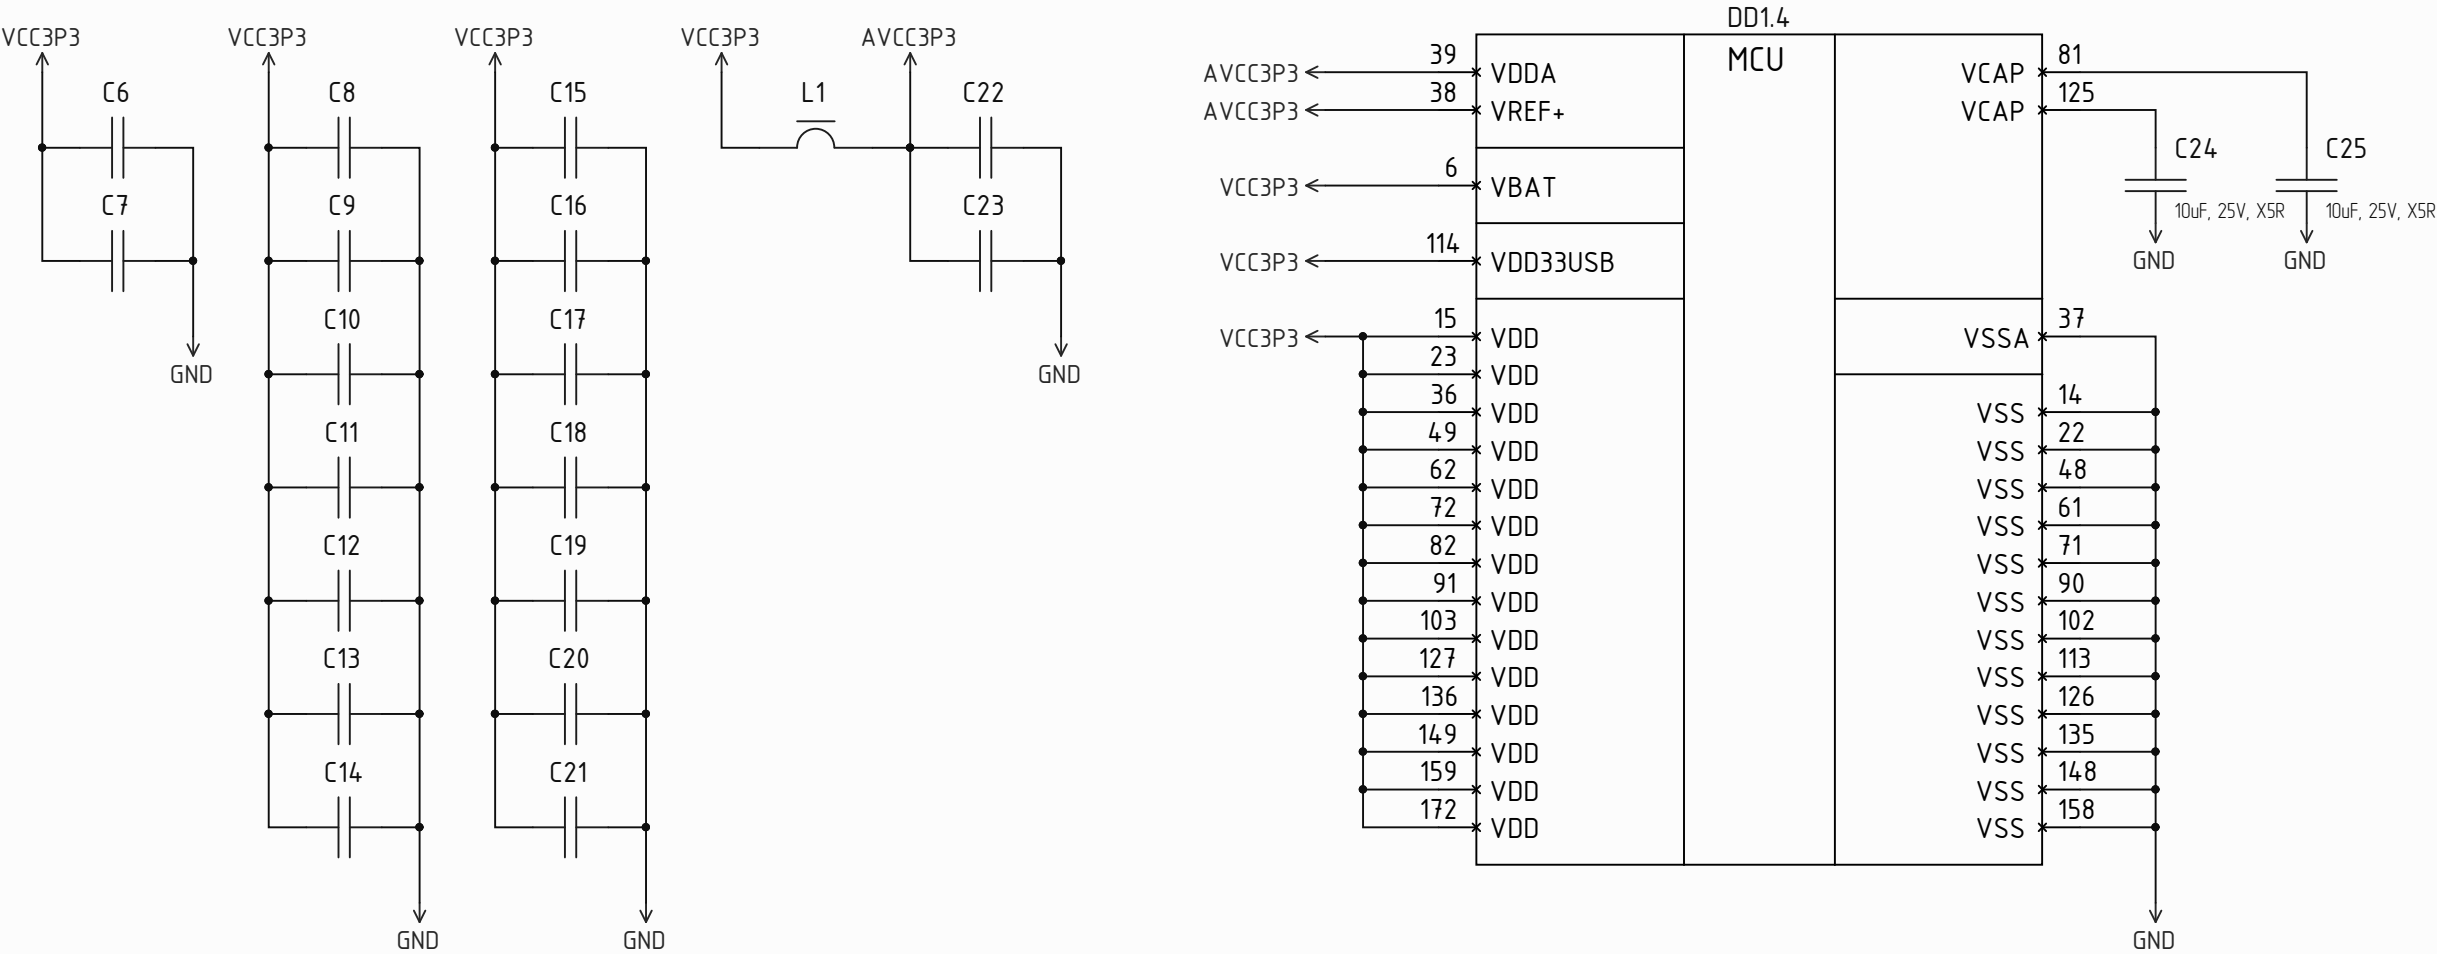 VCC3P3
C6
C7
GND
VCC3P3
C8
C9
C10
C11
C12
C13
C14
GND
VCC3P3
C15
C16
C17
C18
C19
C20
C21
GND
VCC3P3
L1
AVCC3P3
C22
C23
GND
DD1.4
MCU
AVCC3P3 39 VDDA
AVCC3P3 38 VREF+
VCC3P3 6 VBAT
VCC3P3 114 VDD33USB
VCC3P3 15 VDD
23 VDD
36 VDD
49 VDD
62 VDD
72 VDD
82 VDD
91 VDD
103 VDD
127 VDD
136 VDD
149 VDD
159 VDD
172 VDD
VCAP 81
VCAP 125
C24
10uF, 25V, X5R
GND
C25
10uF, 25V, X5R
GND
VSSA 37
VSS 14
VSS 22
VSS 48
VSS 61
VSS 71
VSS 90
VSS 102
VSS 113
VSS 126
VSS 135
VSS 148
VSS 158
GND